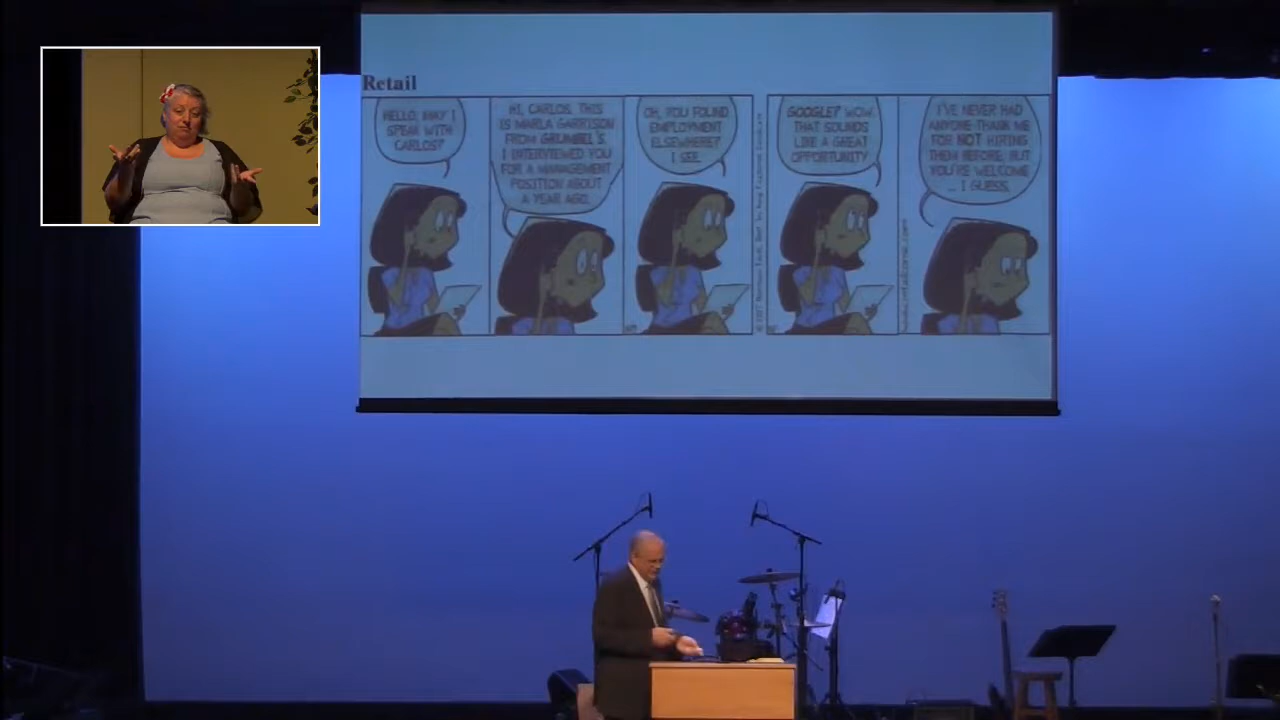 Retail
HELLO, MAY I
SPEAK WITH
CARLOS?
HI, CARLOS. THIS
IS MARLA GARRISON
FROM GRUMBEL'S.
I INTERVIEWED YOU
FOR A MANAGEMENT
POSITION ABOUT
A YEAR AGO.
OH, YOU FOUND
EMPLOYMENT
ELSEWHERE?
I SEE.
GOOGLE? WOW.
THAT SOUNDS
LIKE A GREAT
OPPORTUNITY
I'VE NEVER HAD
ANYONE THANK ME
FOR NOT HIRING
THEM BEFORE, BUT
YOU'RE WELCOME
... I GUESS.